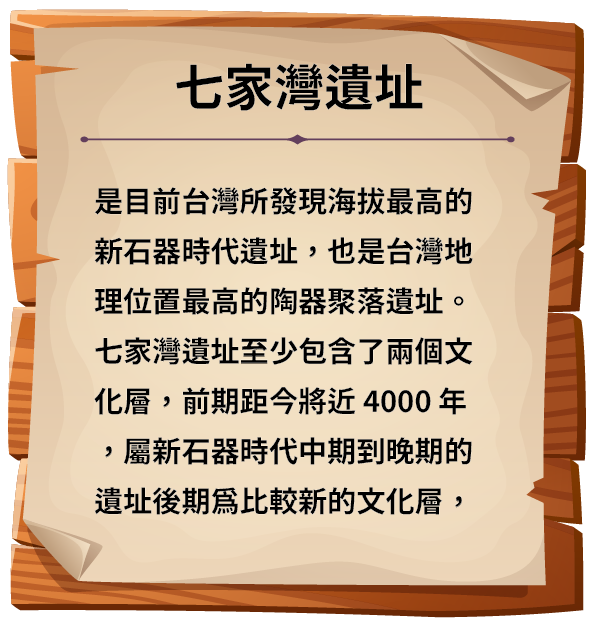 七家灣遺址
是目前台灣所發現海拔最高的
新石器時代遺址，也是台灣地
理位置最高的陶器聚落遺址。
七家灣遺址至少包含了兩個文
化層，前期距今將近 4000 年
，屬新石器時代中期到晚期的
遺址後期爲比較新的文化層，